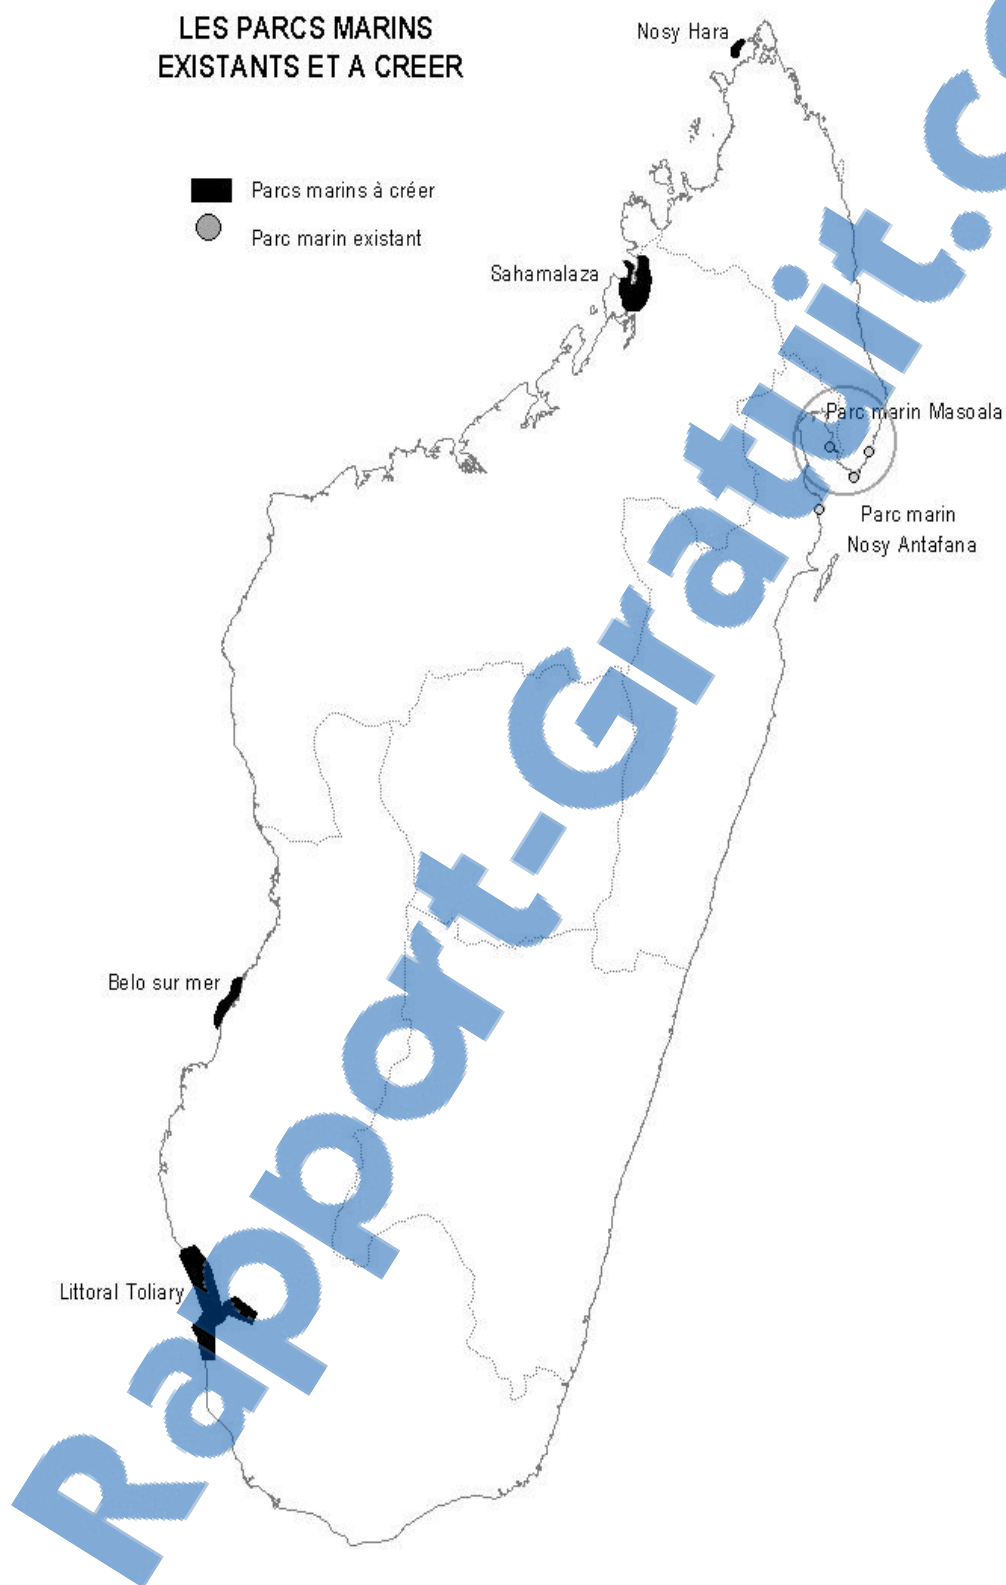 LES PARCS MARINS
EXISTANTS ET A CREER
Nosy Hara
Parcs marins à créer
Parc marin existant
Sahamalaza
Parc marin Masoala
Parc marin
Nosy Antafana
Belo sur mer
Littoral Toliary
Rapport-Gratuit.c